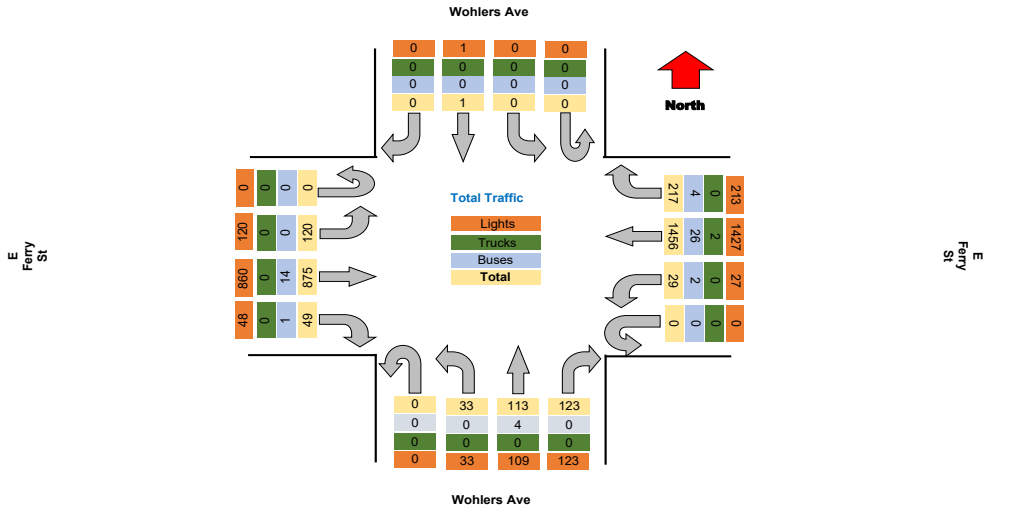 Wohlers Ave
0 1 0 0
0 0 0 0
0 0 0 0
0 1 0 0
North
0 0 0 0
120 0 0 120
860 0 14 875
48 0 1 49
E
Ferry
St
Total Traffic
Lights
Trucks
Buses
Total
217 4 0 213
1456 26 2 1427
29 2 0 27
0 0 0 0
E
Ferry
St
0 33 113 123
0 0 4 0
0 0 0 0
0 33 109 123
Wohlers Ave